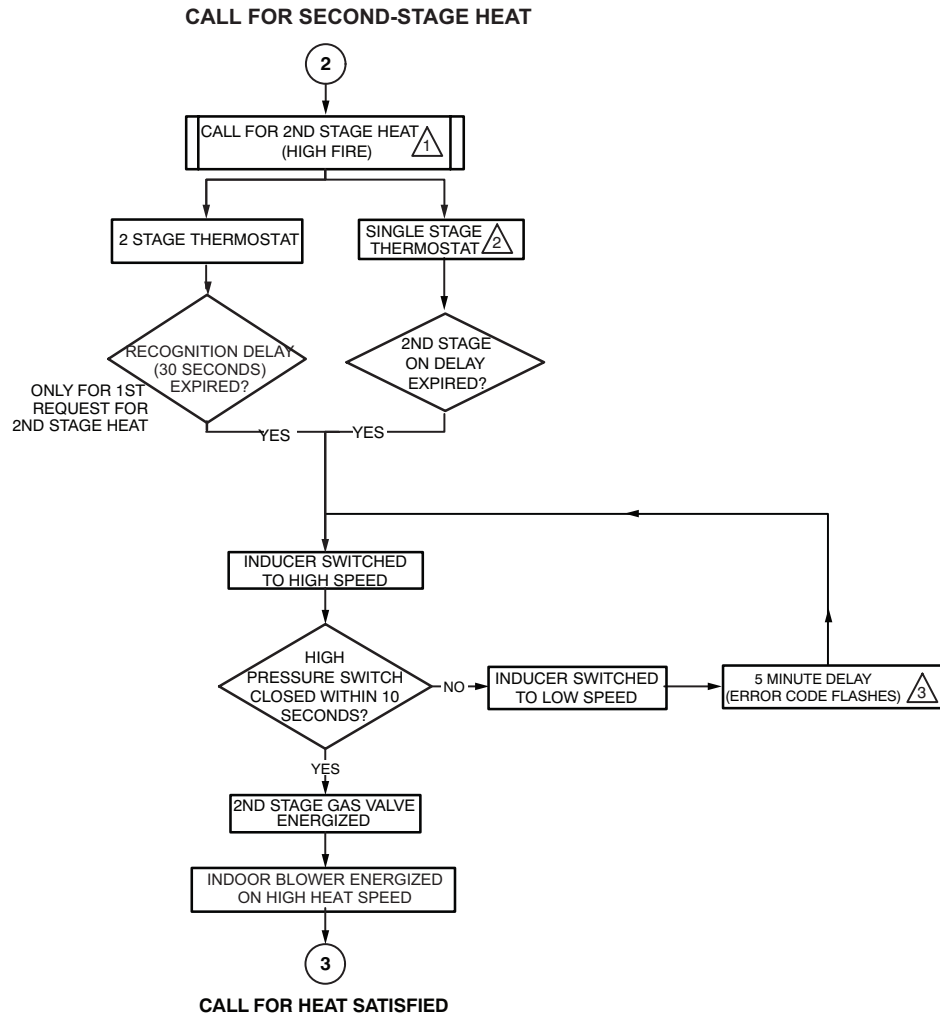 CALL FOR SECOND-STAGE HEAT
2
CALL FOR 2ND STAGE HEAT
(HIGH FIRE)
1
2 STAGE THERMOSTAT
SINGLE STAGE
THERMOSTAT
2
RECOGNITION DELAY
(30 SECONDS)
EXPIRED?
2ND STAGE
ON DELAY
EXPIRED?
ONLY FOR 1ST
REQUEST FOR
2ND STAGE HEAT
YES
YES
INDUCER SWITCHED
TO HIGH SPEED
HIGH
PRESSURE SWITCH
CLOSED WITHIN 10
SECONDS?
NO
INDUCER SWITCHED
TO LOW SPEED
5 MINUTE DELAY
(ERROR CODE FLASHES)
3
YES
2ND STAGE GAS VALVE
ENERGIZED
INDOOR BLOWER ENERGIZED
ON HIGH HEAT SPEED
3
CALL FOR HEAT SATISFIED